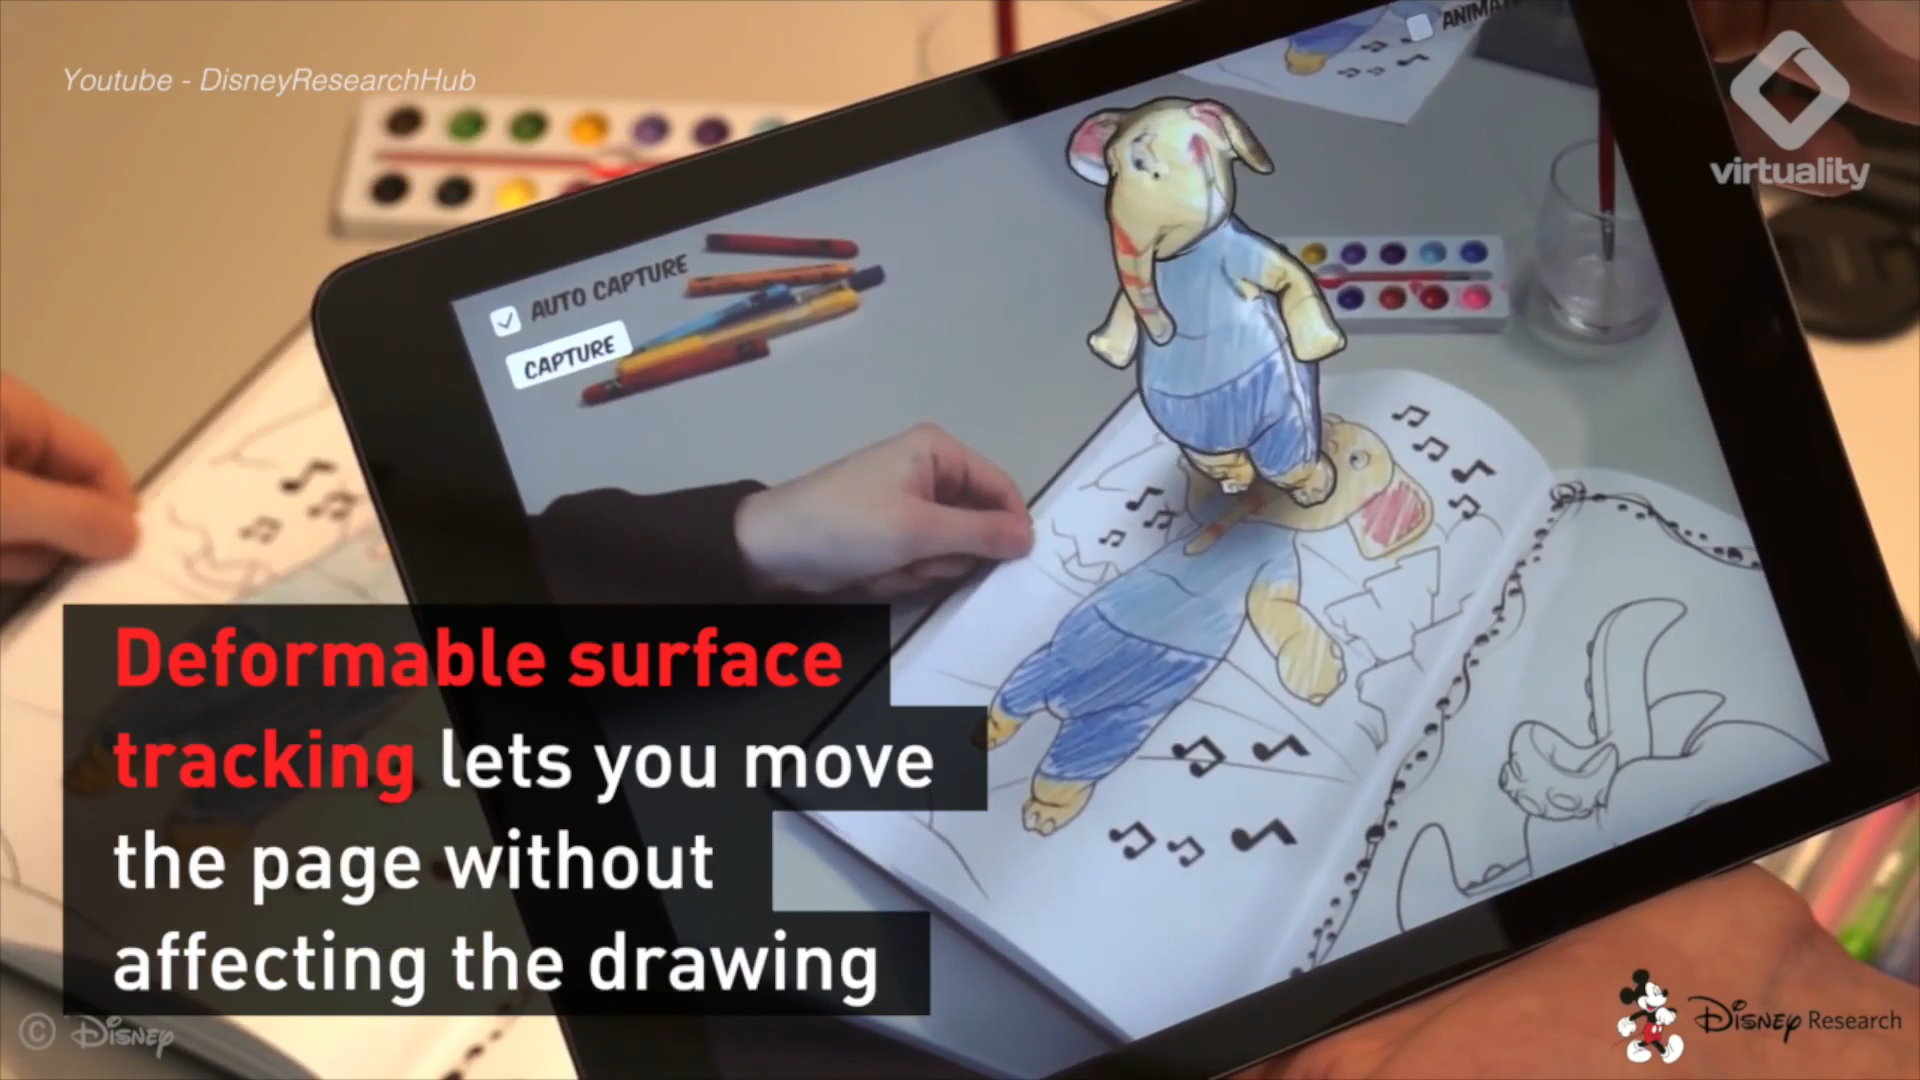 Youtube - DisneyResearchHub
virtuality
AUTO CAPTURE
CAPTURE
Deformable surface
tracking lets you move
the page without
affecting the drawing
© Disney
Disney Research